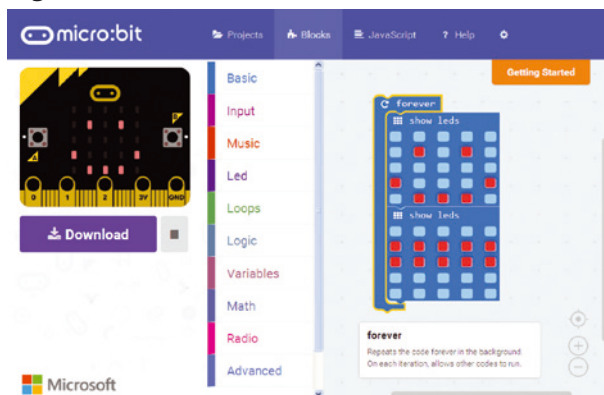 micro:bit
Projects
Blocks
JavaScript
? Help
Getting Started
A
B
0 1 2 3V GND
Download
Basic
Input
Music
Led
Loops
Logic
Variables
Math
Radio
Advanced
forever
show leds
show leds
forever
Repeats the code forever in the background.
On each iteration, allows other codes to run.
Microsoft